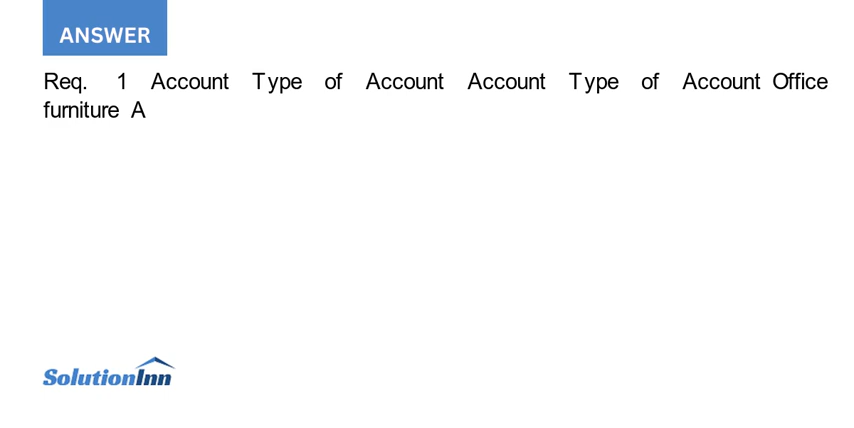 ANSWER
Req. 1 Account Type of Account Account Type of Account Office
furniture A
SolutionInn